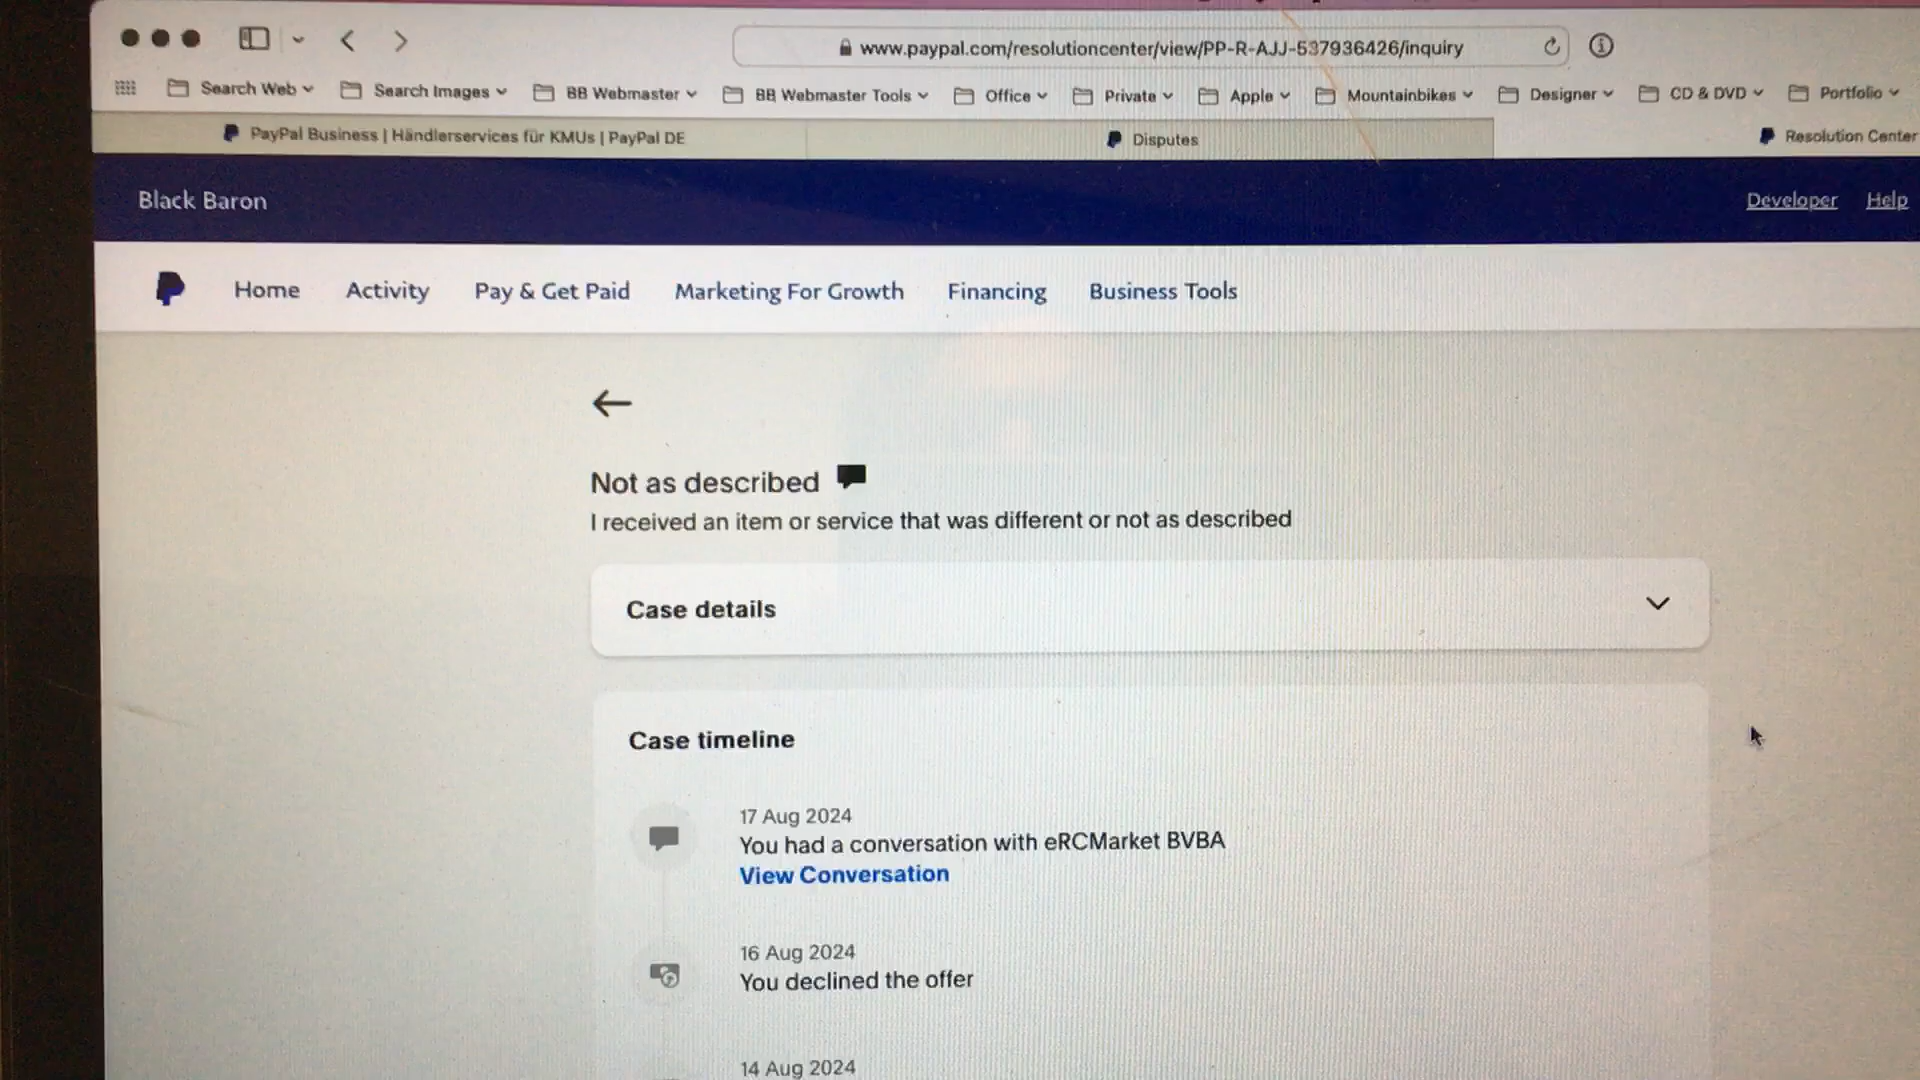 www.paypal.com/resolutioncenter/view/PP-R-AJJ-537936426/inquiry
Search Web Search Images BB Webmaster BB Webmaster Tools Office Private Apple Mountainbikes Designer CD & DVD Portfolio
PayPal Business | Händlerservices für KMUs | PayPal DE Disputes Resolution Center
Black Baron Developer Help
Home Activity Pay & Get Paid Marketing For Growth Financing Business Tools
Not as described
I received an item or service that was different or not as described
Case details
Case timeline
17 Aug 2024
You had a conversation with eRCMarket BVBA
View Conversation
16 Aug 2024
You declined the offer
14 Aug 2024